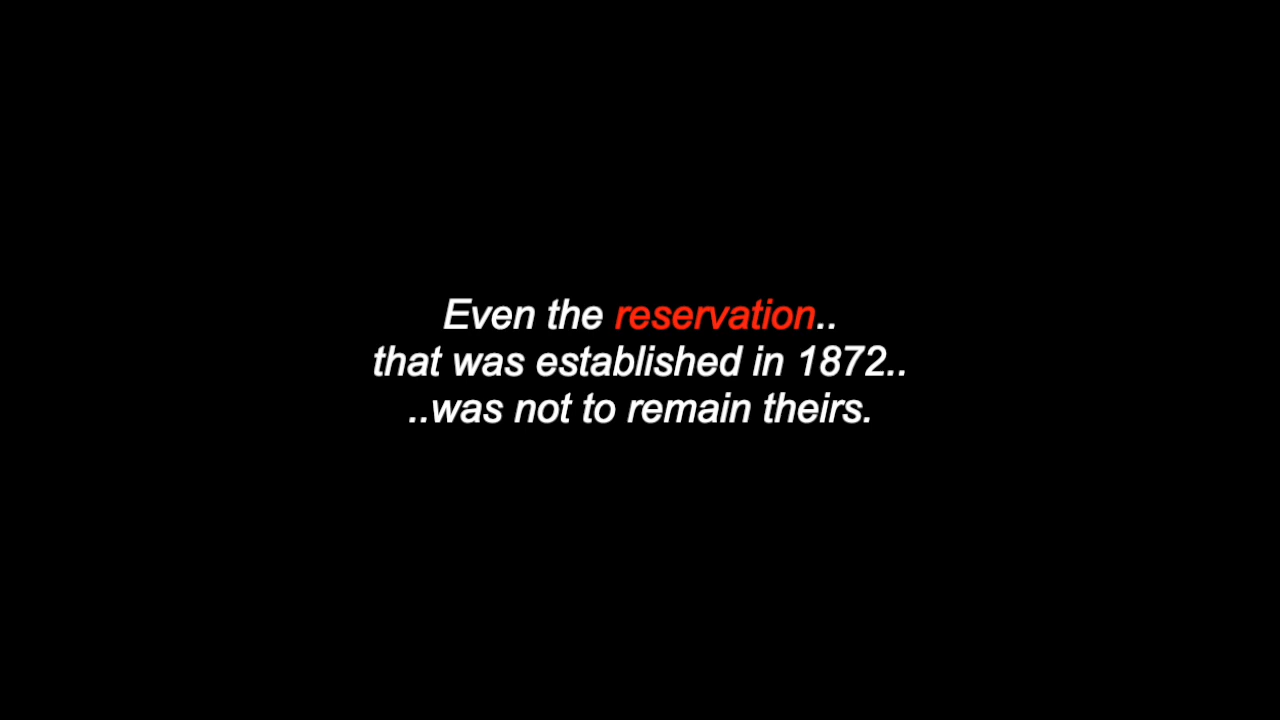 Even the reservation..
that was established in 1872..
..was not to remain theirs.